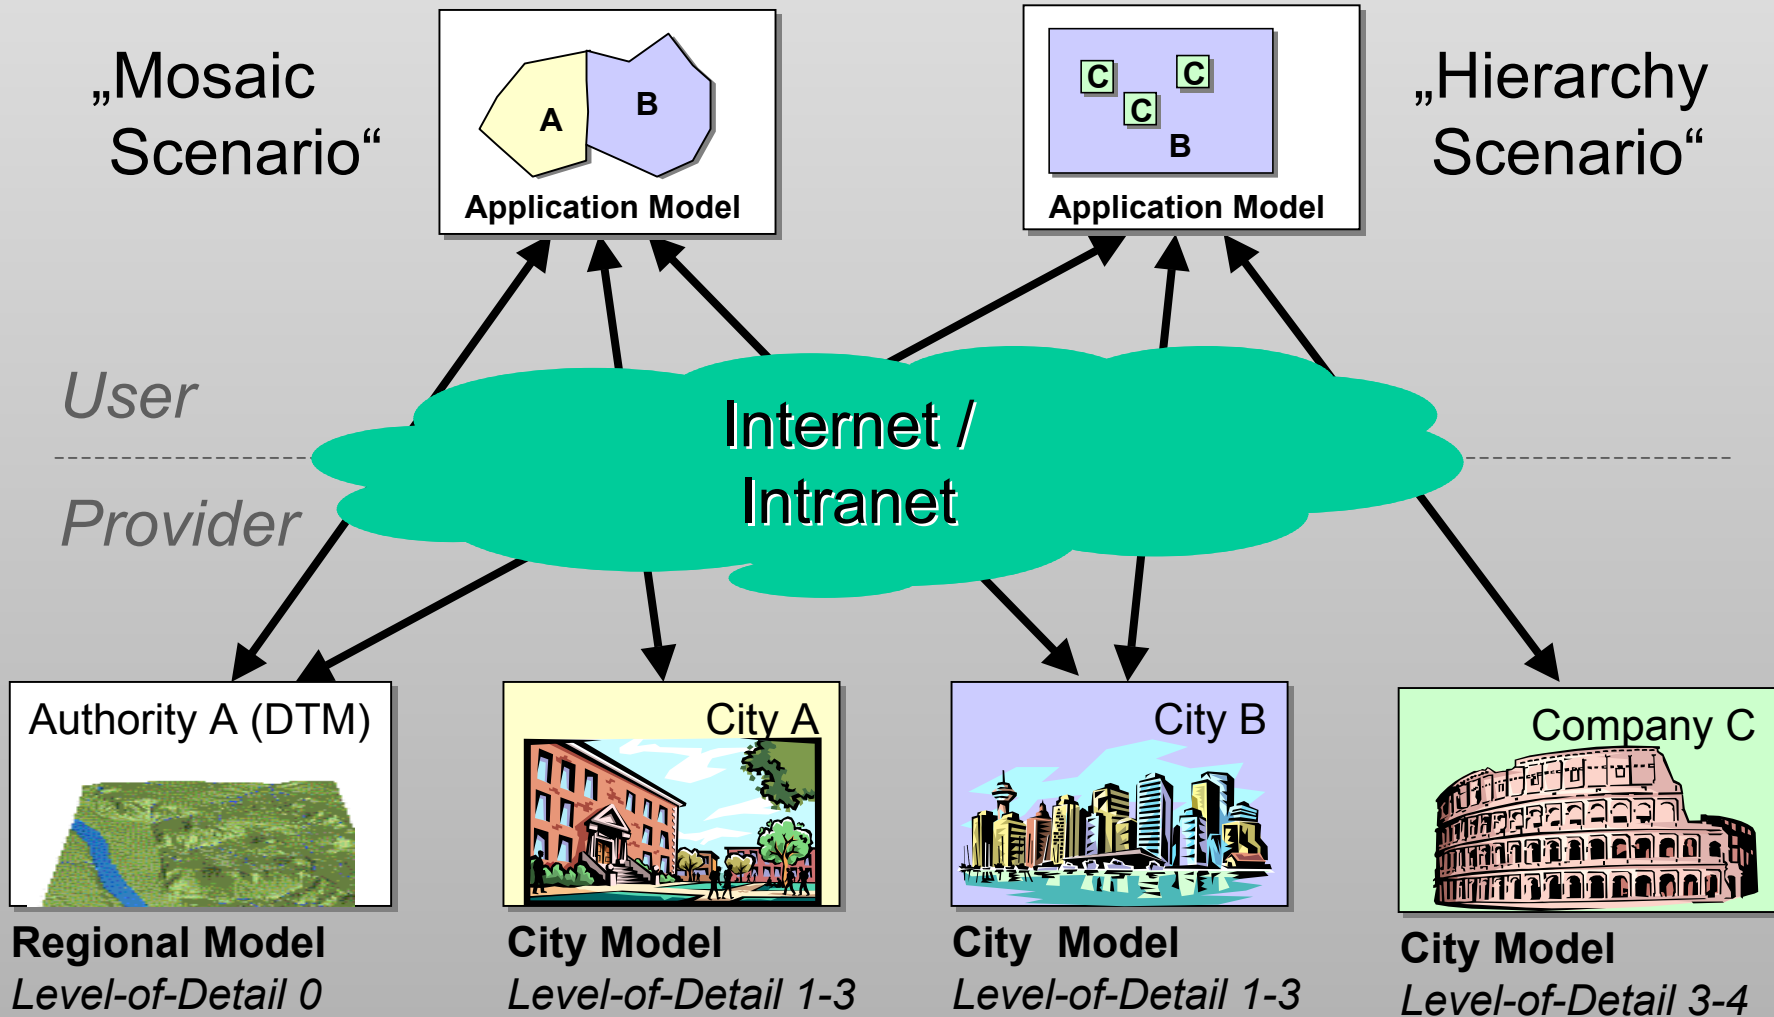 „Mosaic
Scenario“
A
B
Application Model
C
C
C
B
Application Model
„Hierarchy
Scenario“
User
Provider
Internet /
Intranet
Authority A (DTM)
City A
City B
Company C
Regional Model
Level-of-Detail 0
City Model
Level-of-Detail 1-3
City Model
Level-of-Detail 1-3
City Model
Level-of-Detail 3-4